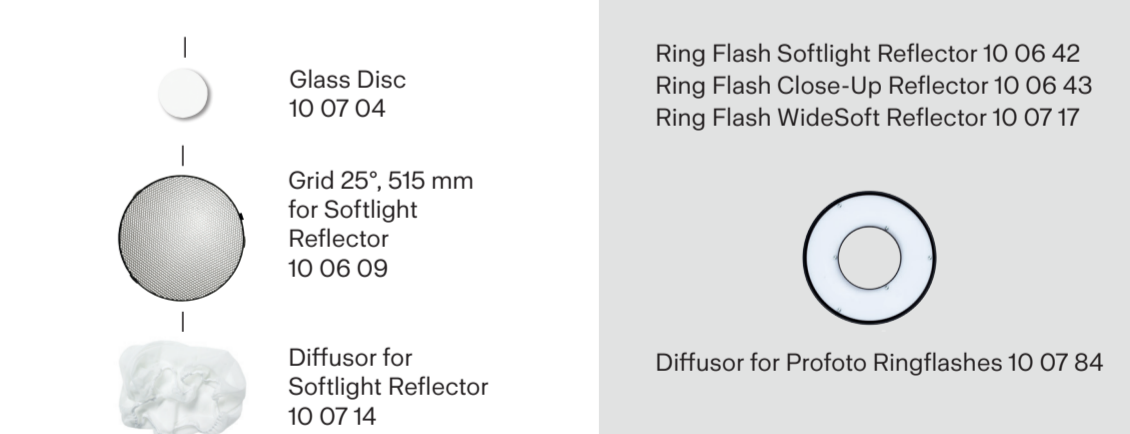 Glass Disc
10 07 04
Grid 25°, 515 mm
for Softlight
Reflector
10 06 09
Diffusor for
Softlight Reflector
10 07 14
Ring Flash Softlight Reflector 10 06 42
Ring Flash Close-Up Reflector 10 06 43
Ring Flash WideSoft Reflector 10 07 17
Diffusor for Profoto Ringflashes 10 07 84